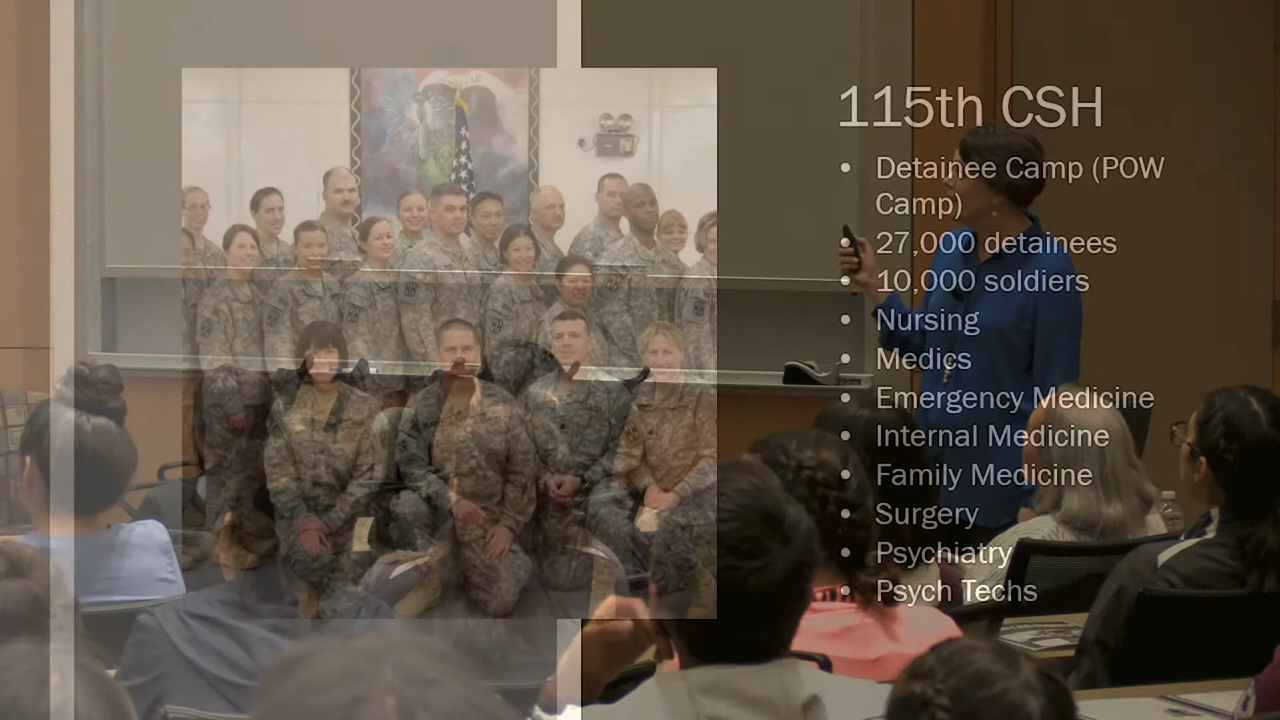 115th CSH
• Detainee Camp (POW
Camp)
• 27,000 detainees
• 10,000 soldiers
• Nursing
• Medics
• Emergency Medicine
• Internal Medicine
• Family Medicine
• Surgery
• Psychiatry
• Psych Techs